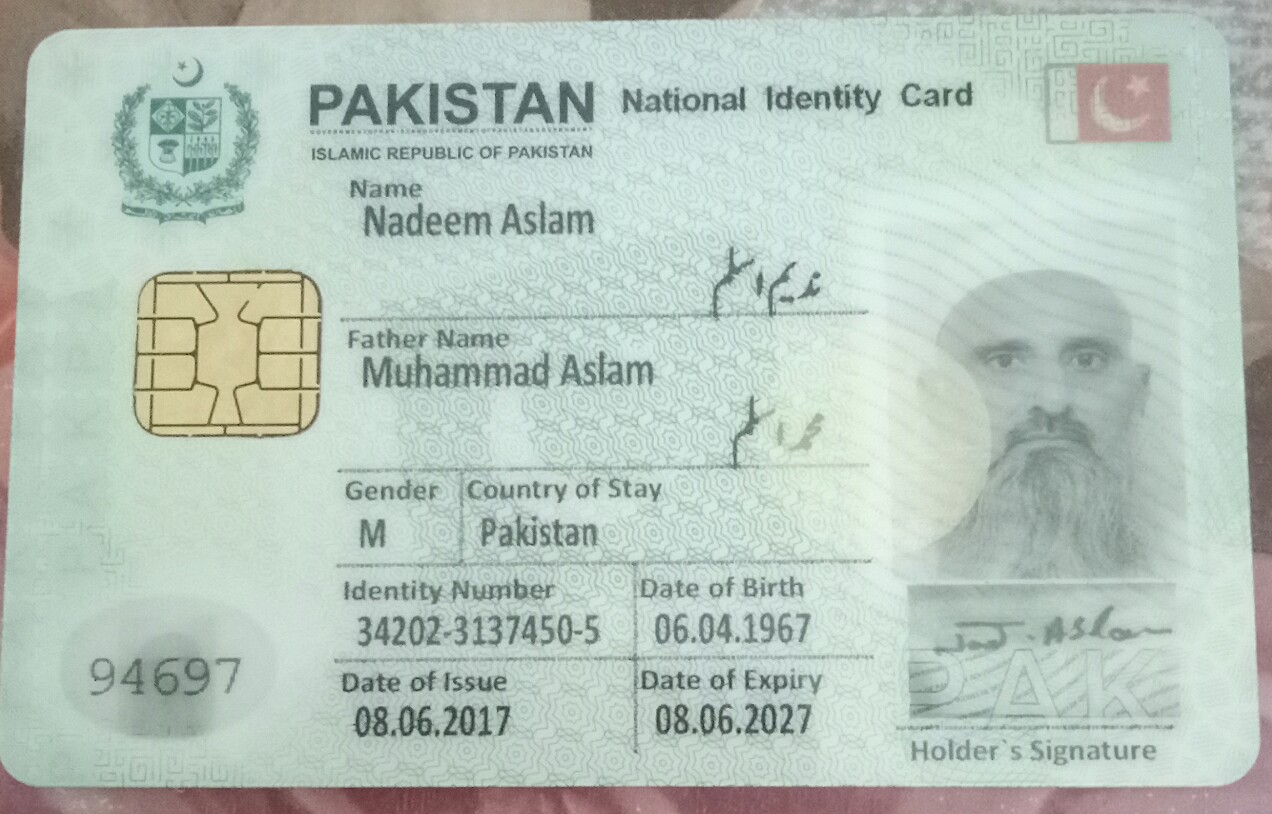 PAKISTAN National Identity Card
ISLAMIC REPUBLIC OF PAKISTAN
Name
Nadeem Aslam
ندیم اسلم
Father Name
Muhammad Aslam
محمد اسلم
Gender Country of Stay
M Pakistan
Identity Number Date of Birth
34202-3137450-5 06.04.1967
Date of Issue Date of Expiry
08.06.2017 08.06.2027
94697
PAK
Holder`s Signature